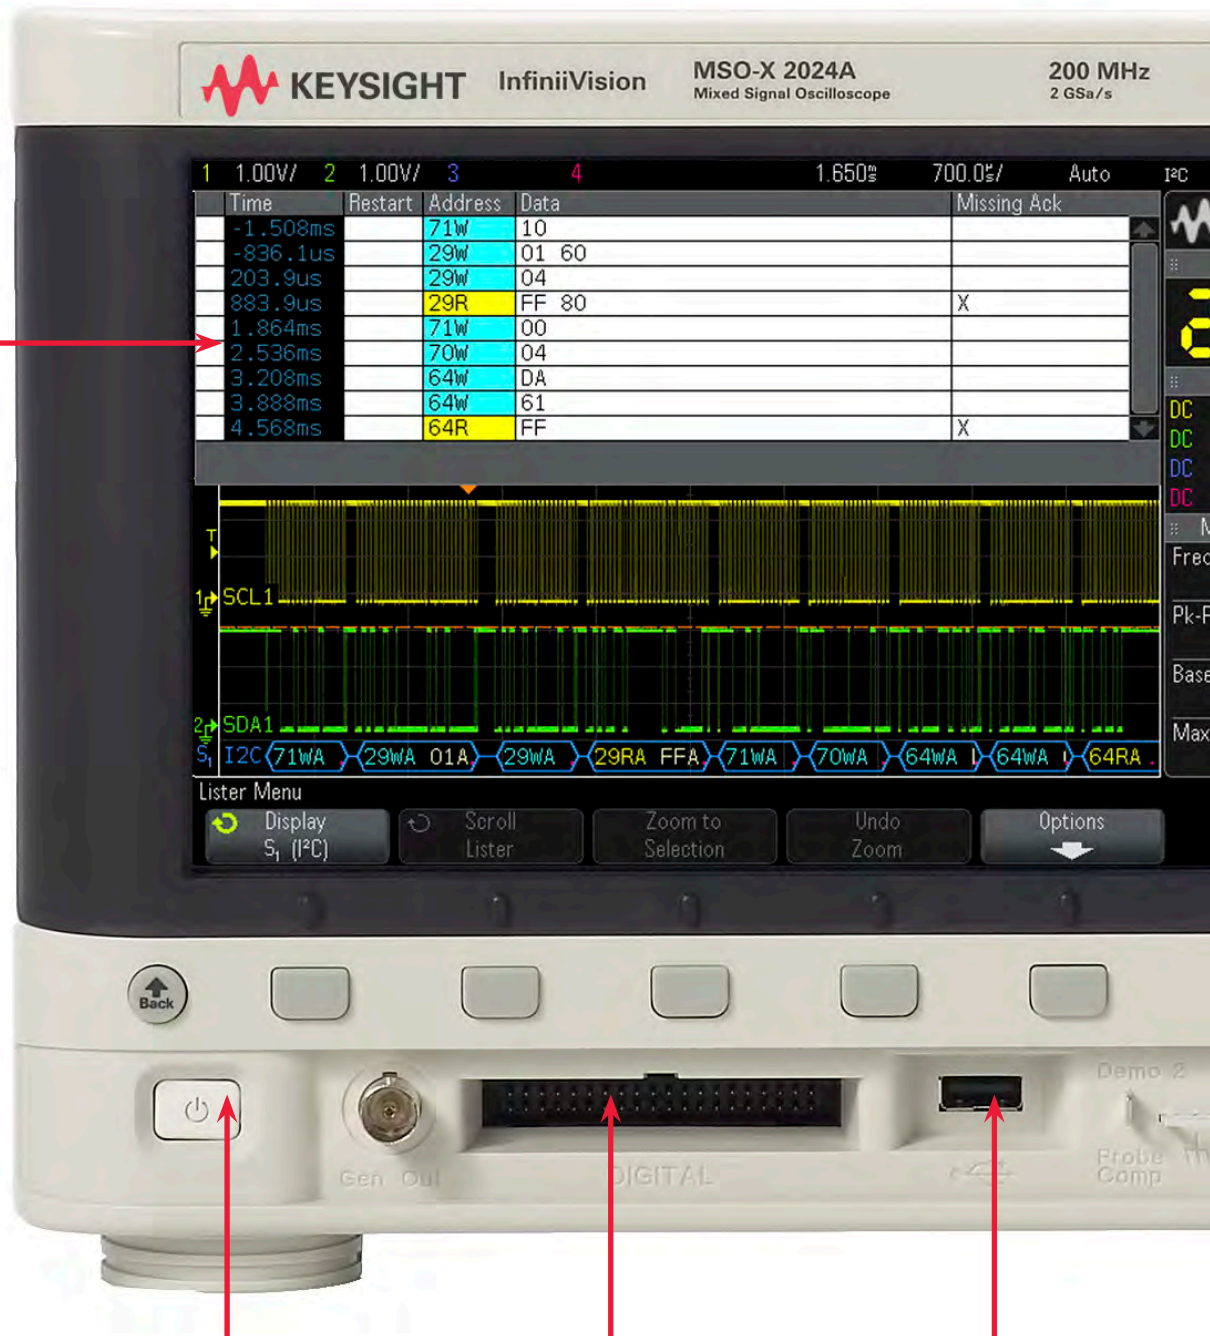 KEYSIGHT InfiniiVision MSO-X 2024A 200 MHz
Mixed Signal Oscilloscope 2 GSa/s
1 1.00V/ 2 1.00V/ 3 4 1.650ms 700.0µs/ Auto I²C
Time Restart Address Data Missing Ack
-1.508ms 71W 10
-836.1us 29W 01 60
203.9us 29W 04
883.9us 29R FF 80 X
1.864ms 71W 00
2.536ms 70W 04
3.208ms 64W DA
3.888ms 64W 61
4.568ms 64R FF X
DC
DC
DC
DC
T
1 SCL1
2 SDA1
S1 I2C 71WA 29WA 01A 29WA 29RA FFA 71WA 70WA 64WA 64WA 64RA
Freq
Pk-P
Base
Max
Lister Menu
Display Scroll Zoom to Undo Options
S1 (I²C) Lister Selection Zoom
Back
Gen Out DIGITAL
Demo 2
Probe
Comp